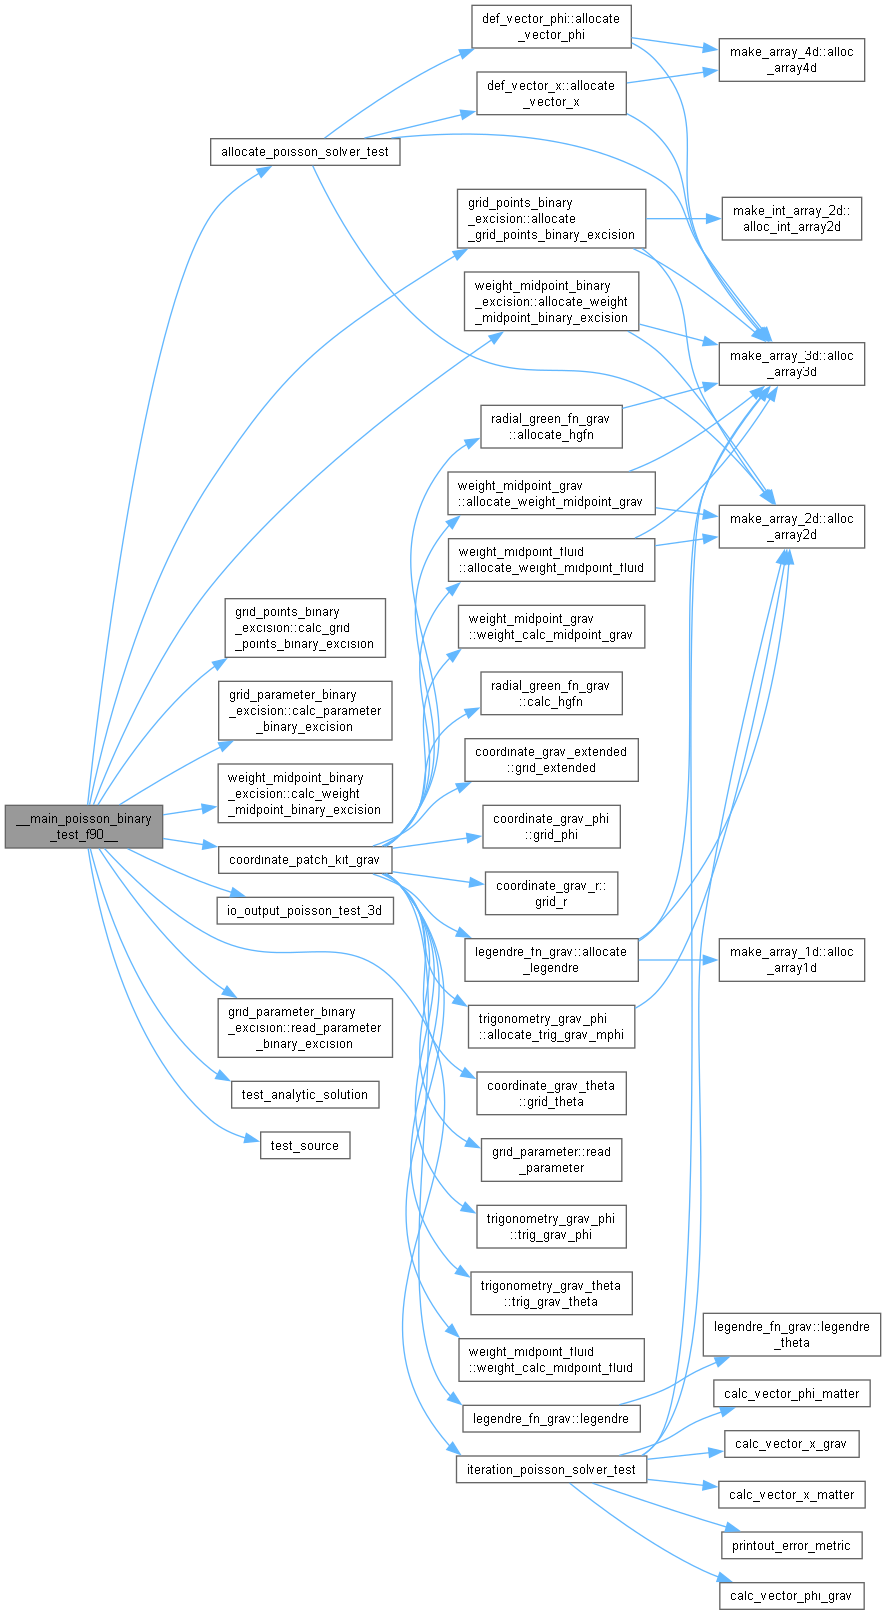 def_vector_phi::allocate
_vector_phi
make_array_4d::alloc
_array4d
def_vector_x::allocate
_vector_x
allocate_poisson_solver_test
grid_points_binary
_excision::allocate
_grid_points_binary_excision
make_int_array_2d::
alloc_int_array2d
weight_midpoint_binary
_excision::allocate_weight
_midpoint_binary_excision
make_array_3d::alloc
_array3d
radial_green_fn_grav
::allocate_hgfn
weight_midpoint_grav
::allocate_weight_midpoint_grav
make_array_2d::alloc
_array2d
weight_midpoint_fluid
::allocate_weight_midpoint_fluid
grid_points_binary
_excision::calc_grid
_points_binary_excision
weight_midpoint_grav
::weight_calc_midpoint_grav
grid_parameter_binary
_excision::calc_parameter
_binary_excision
radial_green_fn_grav
::calc_hgfn
coordinate_grav_extended
::grid_extended
weight_midpoint_binary
_excision::calc_weight
_midpoint_binary_excision
__main_poisson_binary
_test_f90__
coordinate_grav_phi
::grid_phi
coordinate_patch_kit_grav
coordinate_grav_r::
grid_r
io_output_poisson_test_3d
legendre_fn_grav::allocate
_legendre
make_array_1d::alloc
_array1d
grid_parameter_binary
_excision::read_parameter
_binary_excision
trigonometry_grav_phi
::allocate_trig_grav_mphi
test_analytic_solution
coordinate_grav_theta
::grid_theta
test_source
grid_parameter::read
_parameter
trigonometry_grav_phi
::trig_grav_phi
trigonometry_grav_theta
::trig_grav_theta
legendre_fn_grav::legendre
_theta
weight_midpoint_fluid
::weight_calc_midpoint_fluid
calc_vector_phi_matter
legendre_fn_grav::legendre
calc_vector_x_grav
iteration_poisson_solver_test
calc_vector_x_matter
printout_error_metric
calc_vector_phi_grav